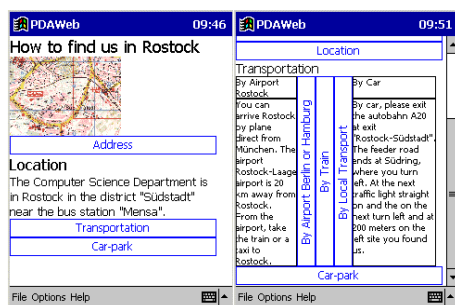 PDAWeb 09:46
How to find us in Rostock
Address
Location
The Computer Science Department is
in Rostock in the district "Südstadt"
near the bus station "Mensa".
Transportation
Car-park
File Options Help
PDAWeb 09:51
Location
Transportation
By Airport
Rostock
You can
arrive Rostock
by plane
direct from
München. The
airport
Rostock-Laage
airport is 20
km away from
Rostock.
From the
airport, take
the train or a
taxi to
Rostock.
By Airport Berlin or Hamburg
By Train
By Local Transport
By Car
By car, please exit
the autobahn A20
at exit
"Rostock-Südstadt".
The feeder road
ends at Südring,
where you turn
left. At the next
traffic light straight
on and the on the
next turn left and at
200 meters on the
left site you found
us.
Car-park
File Options Help